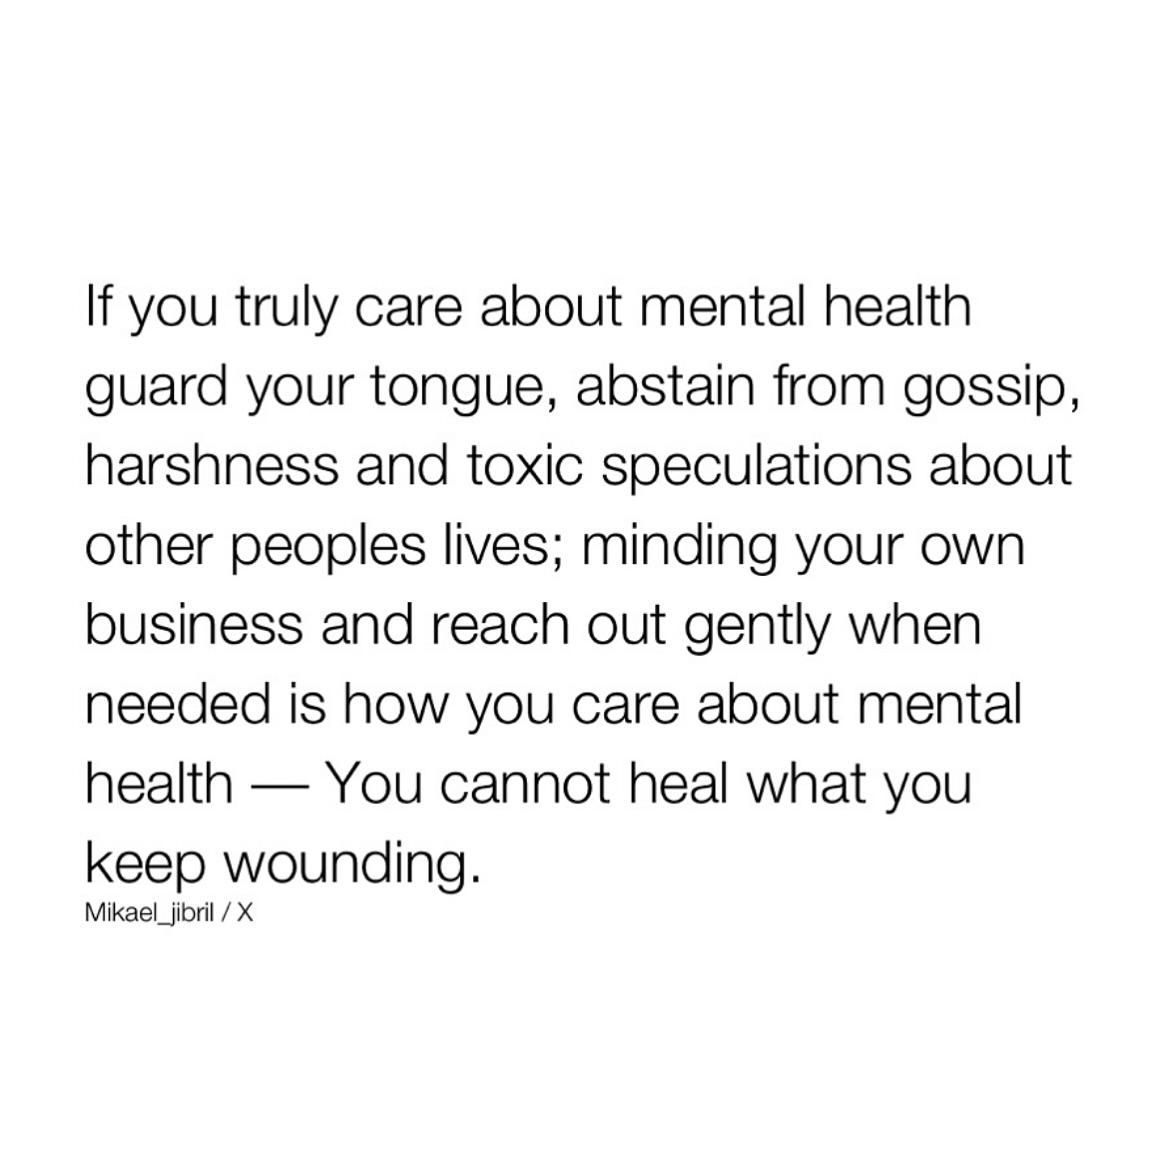 If you truly care about mental health
guard your tongue, abstain from gossip,
harshness and toxic speculations about
other peoples lives; minding your own
business and reach out gently when
needed is how you care about mental
health — You cannot heal what you
keep wounding.
Mikael_jibril / X